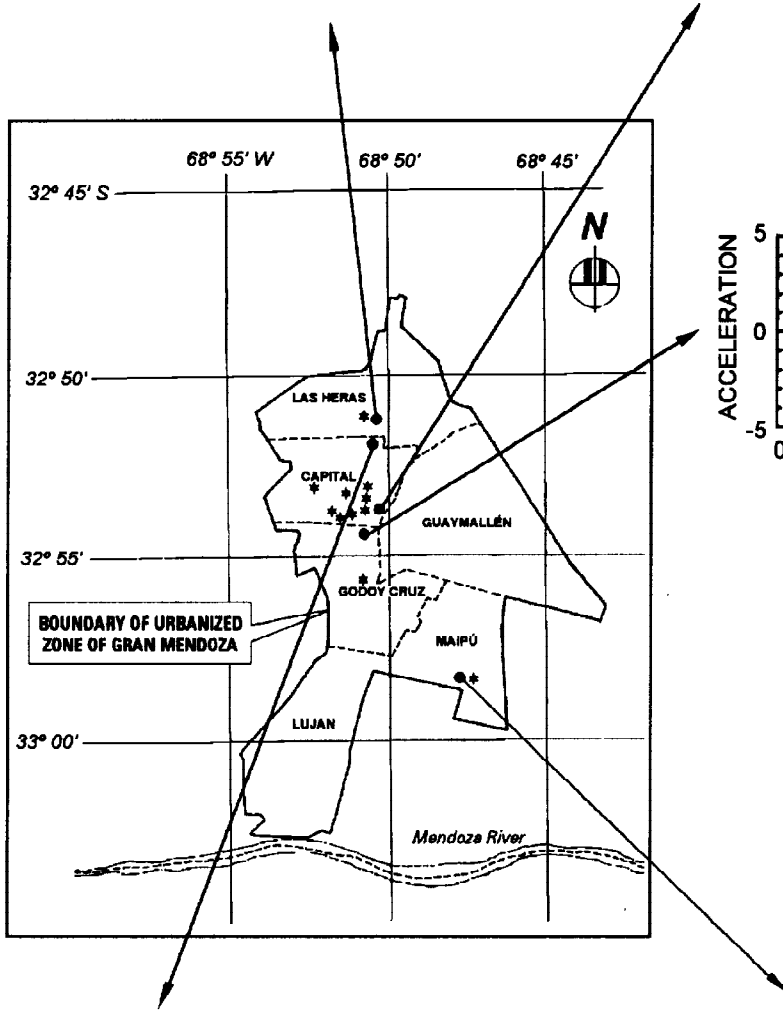 68° 55' W
68° 50'
68° 45'
32° 45' S
N
ACCELERATION
5
0
-5
0
32° 50'
LAS HERAS
CAPITAL
GUAYMALLÉN
32° 55'
GODOY CRUZ
BOUNDARY OF URBANIZED
ZONE OF GRAN MENDOZA
MAIPÚ
LUJAN
33° 00'
Mendoza River